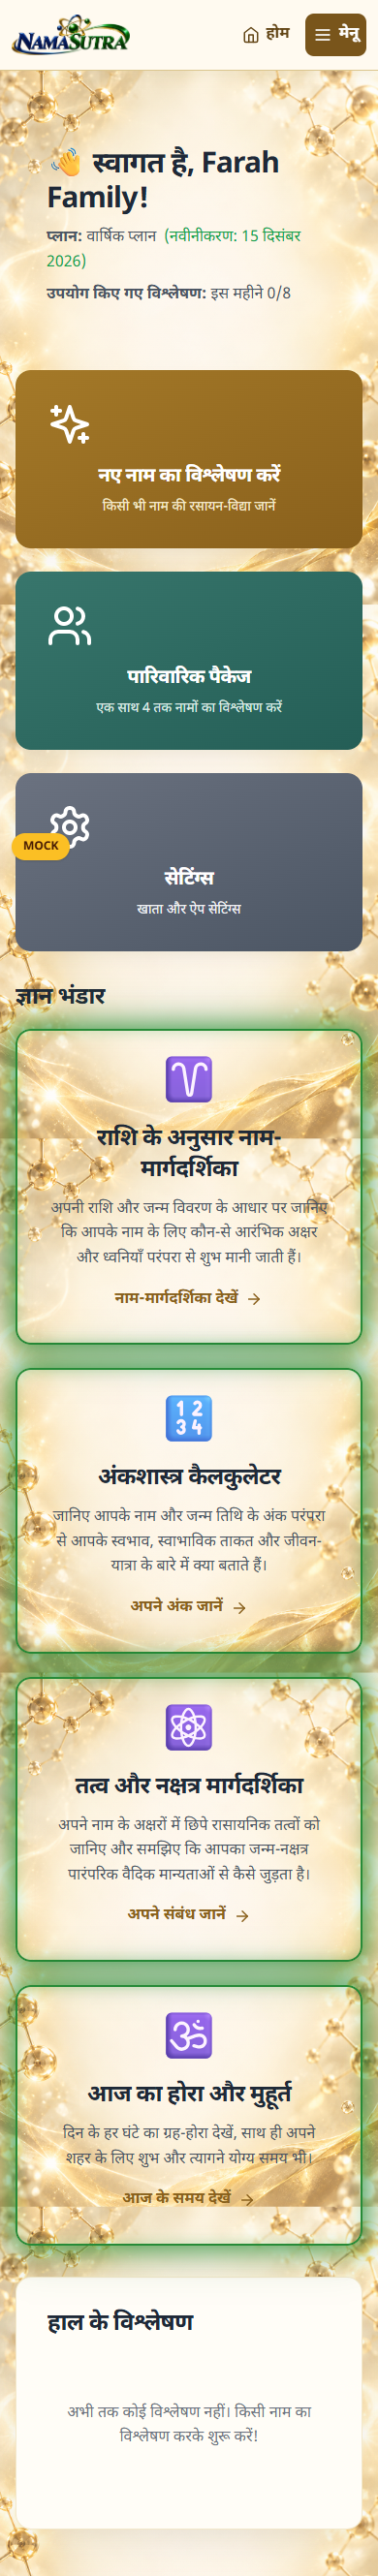 NAMASUTRA
होम
मेनू
👋 स्वागत है, Farah
Family!
प्लान: वार्षिक प्लान (नवीनीकरण: 15 दिसंबर
2026)
उपयोग किए गए विश्लेषण: इस महीने 0/8
नए नाम का विश्लेषण करें
किसी भी नाम की रसायन-विद्या जानें
पारिवारिक पैकेज
एक साथ 4 तक नामों का विश्लेषण करें
MOCK
सेटिंग्स
खाता और ऐप सेटिंग्स
ज्ञान भंडार
♈
राशि के अनुसार नाम-
मार्गदर्शिका
अपनी राशि और जन्म विवरण के आधार पर जानिए
कि आपके नाम के लिए कौन-से आरंभिक अक्षर
और ध्वनियाँ परंपरा से शुभ मानी जाती हैं।
नाम-मार्गदर्शिका देखें →
🔢
अंकशास्त्र कैलकुलेटर
जानिए आपके नाम और जन्म तिथि के अंक परंपरा
से आपके स्वभाव, स्वाभाविक ताकत और जीवन-
यात्रा के बारे में क्या बताते हैं।
अपने अंक जानें →
⚛
तत्व और नक्षत्र मार्गदर्शिका
अपने नाम के अक्षरों में छिपे रासायनिक तत्वों को
जानिए और समझिए कि आपका जन्म-नक्षत्र
पारंपरिक वैदिक मान्यताओं से कैसे जुड़ता है।
अपने संबंध जानें →
🕉
आज का होरा और मुहूर्त
दिन के हर घंटे का ग्रह-होरा देखें, साथ ही अपने
शहर के लिए शुभ और त्यागने योग्य समय भी।
आज के समय देखें →
हाल के विश्लेषण
अभी तक कोई विश्लेषण नहीं। किसी नाम का
विश्लेषण करके शुरू करें!